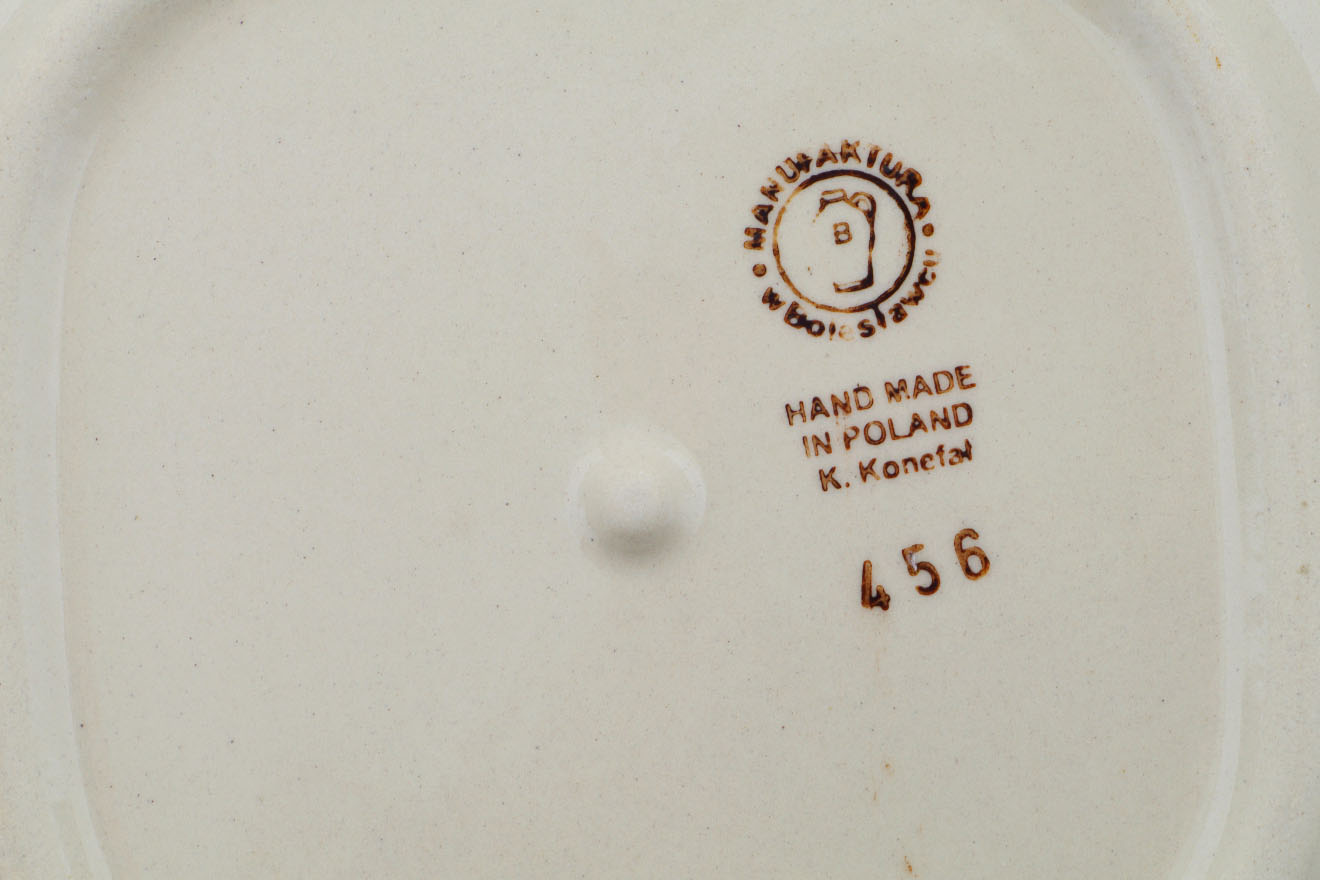 MANUFAKTURA
w Bolesławcu
B
HAND MADE
IN POLAND
K. Konefał
456